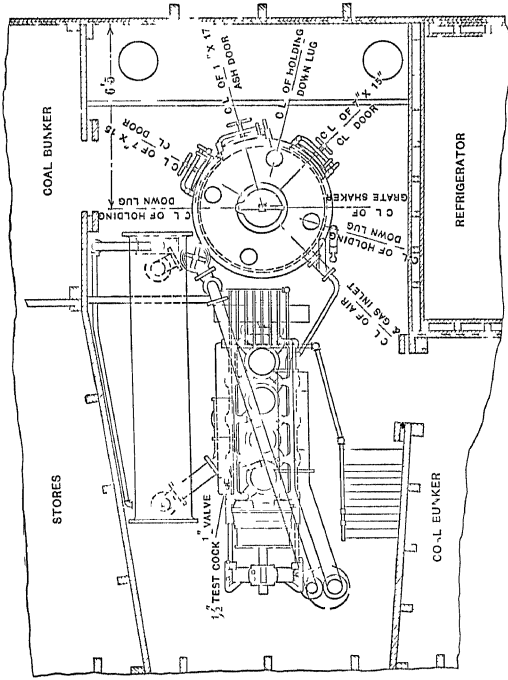 COAL BUNKER
6'5"
C L OF 1 " X 17
ASH DOOR
C L OF HOLDING
DOWN LUG
C L OF 7" X 15"
CL DOOR
C L OF 7" X 15
CL DOOR
C L OF HOLDING
DOWN LUG
C L OF
GRATE SHAKER
C L OF HOLDING
DOWN LUG
C L OF AIR
& GAS INLET
REFRIGERATOR
STORES
1" VALVE
1/2" TEST COCK
COAL BUNKER